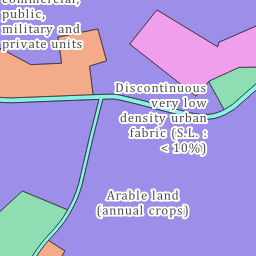 commercial,
public,
military and
private units
Discontinuous
very low
density urban
fabric (S.L. :
< 10%)
Arable land
(annual crops)